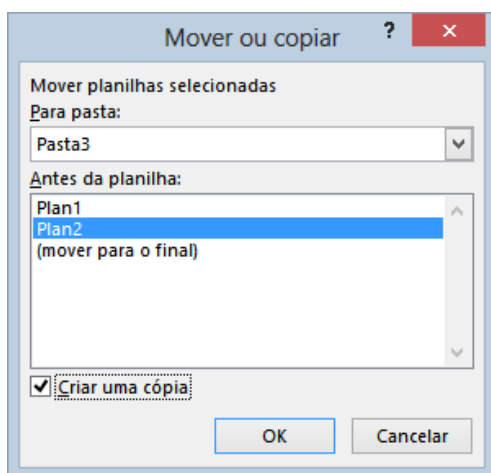 Mover ou copiar ? ×
Mover planilhas selecionadas
Para pasta:
Pasta3
Antes da planilha:
Plan1
Plan2
(mover para o final)
Criar uma cópia
OK Cancelar